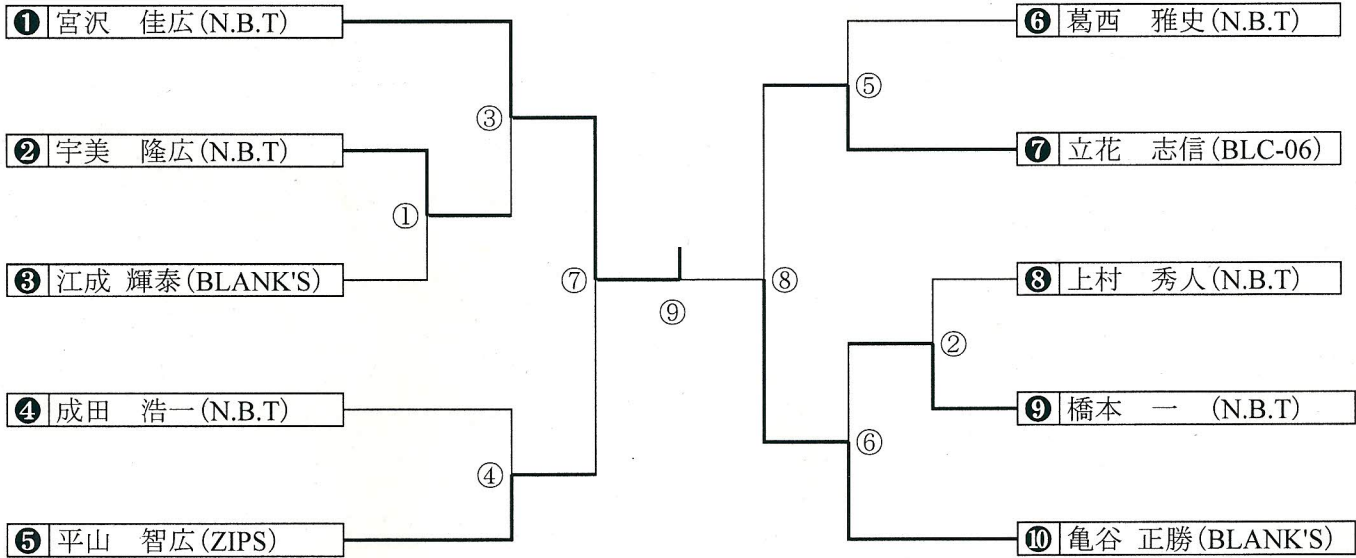 ❶ 宮沢 佳広(N.B.T)
❷ 宇美 隆広(N.B.T)
❸ 江成 輝泰(BLANK'S)
❹ 成田 浩一(N.B.T)
❺ 平山 智広(ZIPS)
①
③
④
⑦
⑨
⑧
⑤
②
⑥
❻ 葛西 雅史(N.B.T)
❼ 立花 志信(BLC-06)
❽ 上村 秀人(N.B.T)
❾ 橋本 一 (N.B.T)
❿ 亀谷 正勝(BLANK'S)